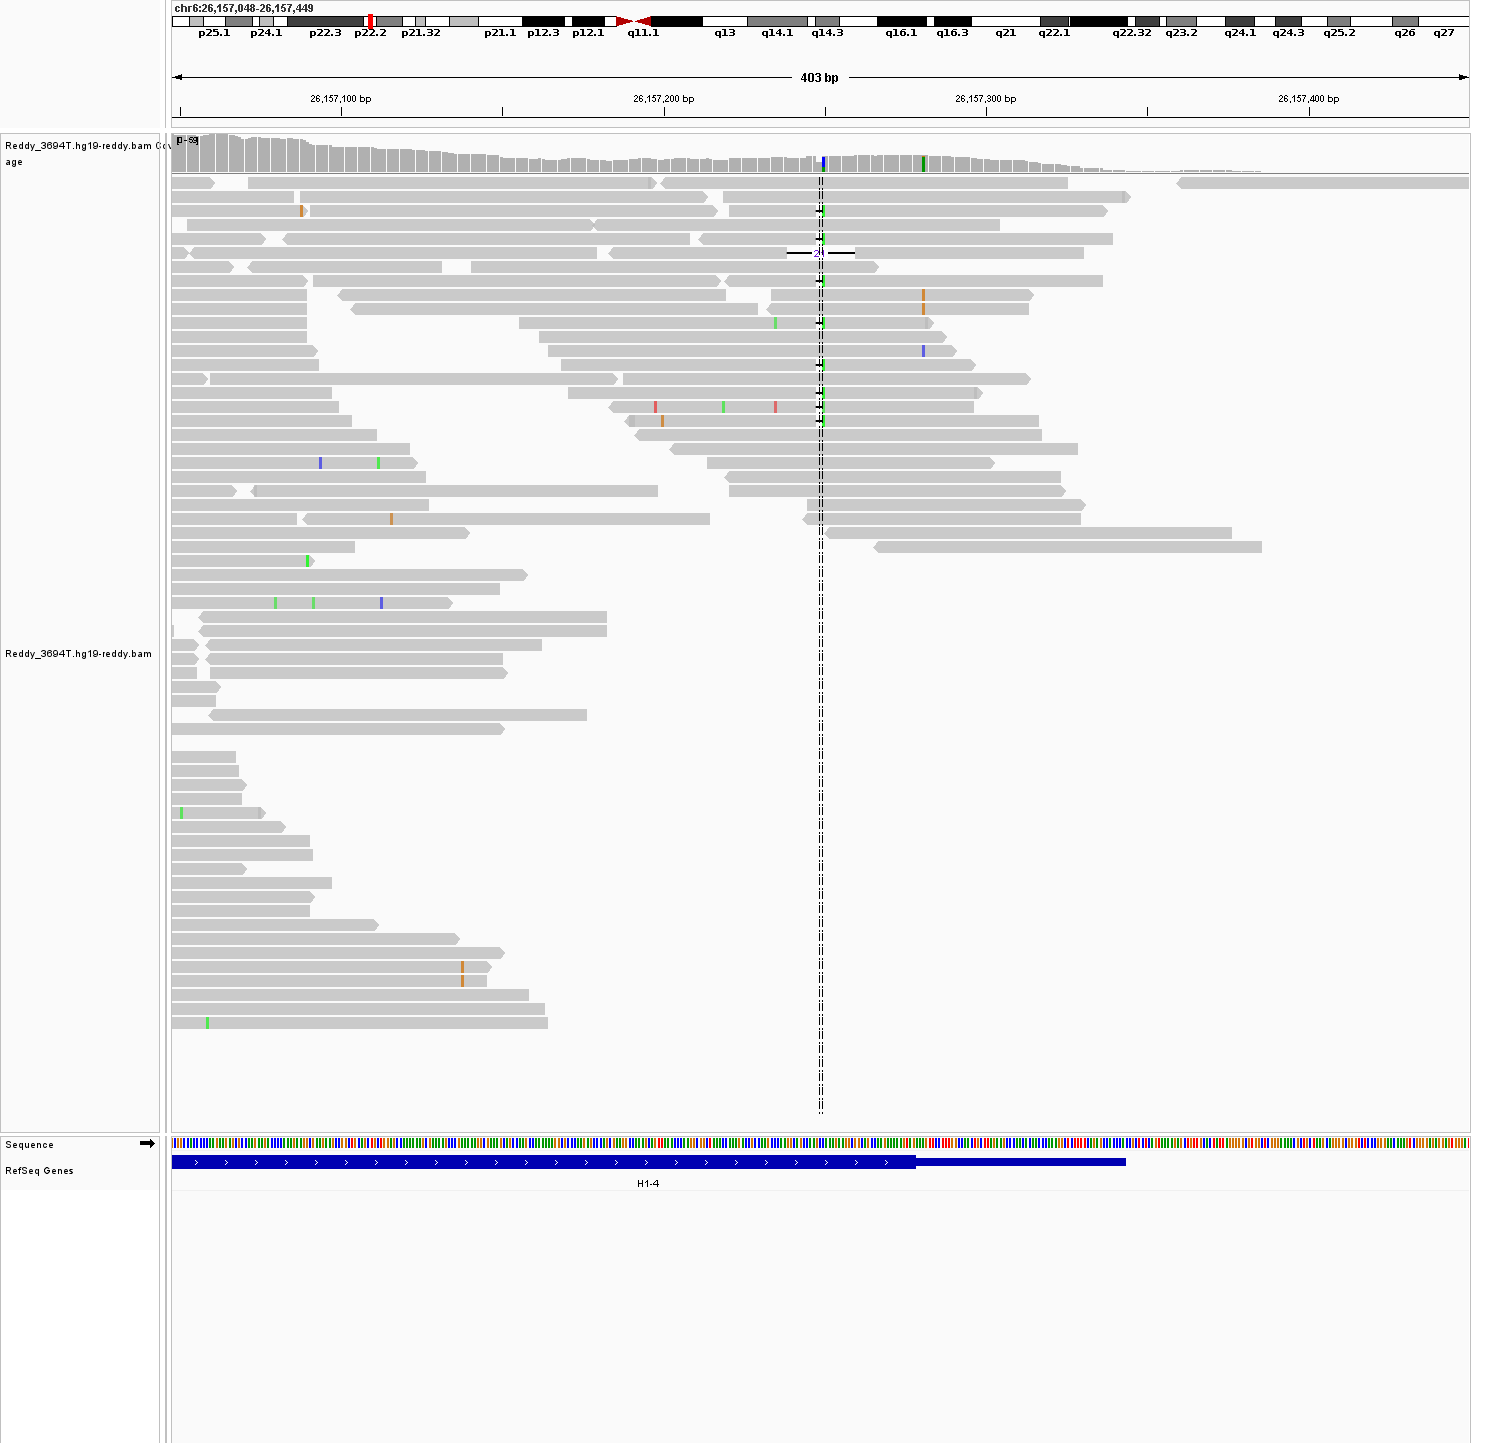 chr6:26,157,048-26,157,449
p25.1 p24.1 p22.3 p22.2 p21.32 p21.1 p12.3 p12.1 q11.1 q13 q14.1 q14.3 q16.1 q16.3 q21 q22.1 q22.32 q23.2 q24.1 q24.3 q25.2 q26 q27
403 bp
26,157,100 bp 26,157,200 bp 26,157,300 bp 26,157,400 bp
Reddy_3694T.hg19-reddy.bam Cov
age
Reddy_3694T.hg19-reddy.bam
Sequence
RefSeq Genes
H1-4